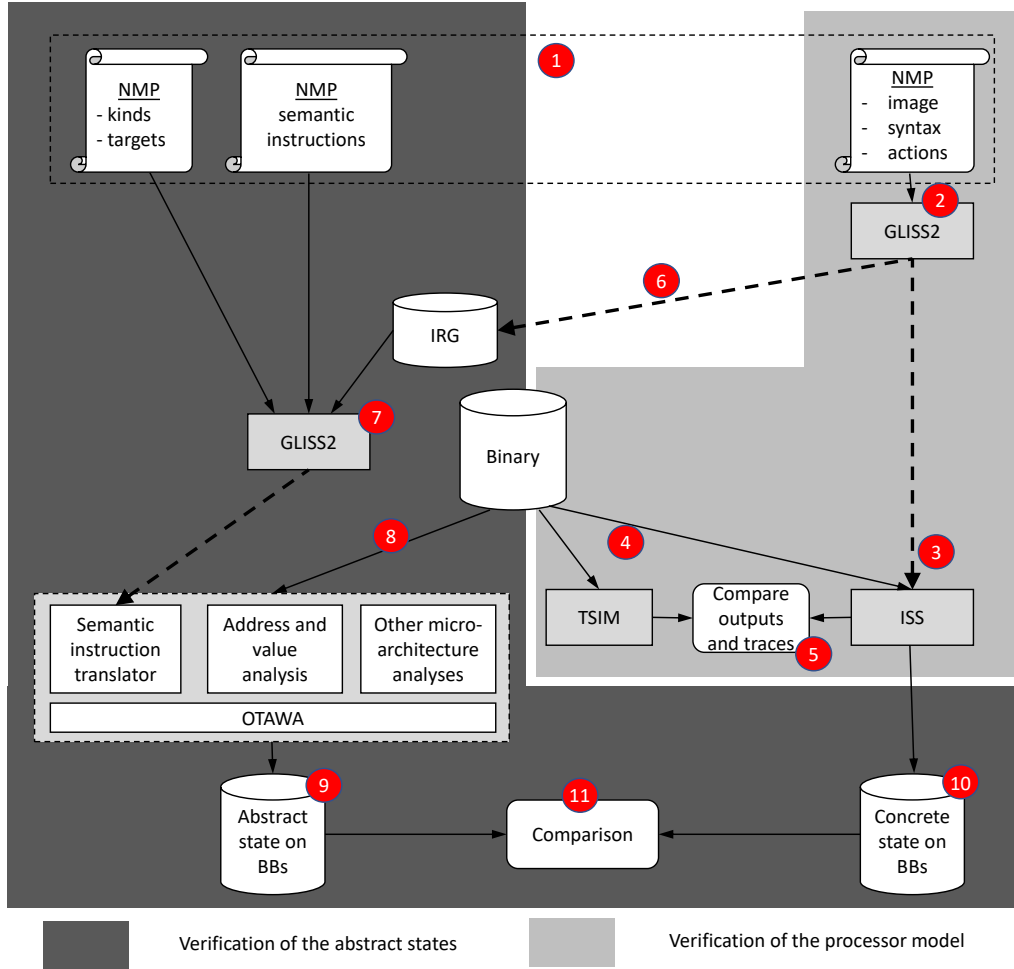 1
NMP
- kinds
- targets
NMP
semantic
instructions
NMP
- image
- syntax
- actions
2
GLISS2
6
IRG
7
GLISS2
Binary
8
4
3
Semantic
instruction
translator
Address and
value
analysis
Other micro-
architecture
analyses
OTAWA
TSIM
Compare
outputs
and traces
5
ISS
9
Abstract
state on
BBs
11
Comparison
10
Concrete
state on
BBs
Verification of the abstract states
Verification of the processor model